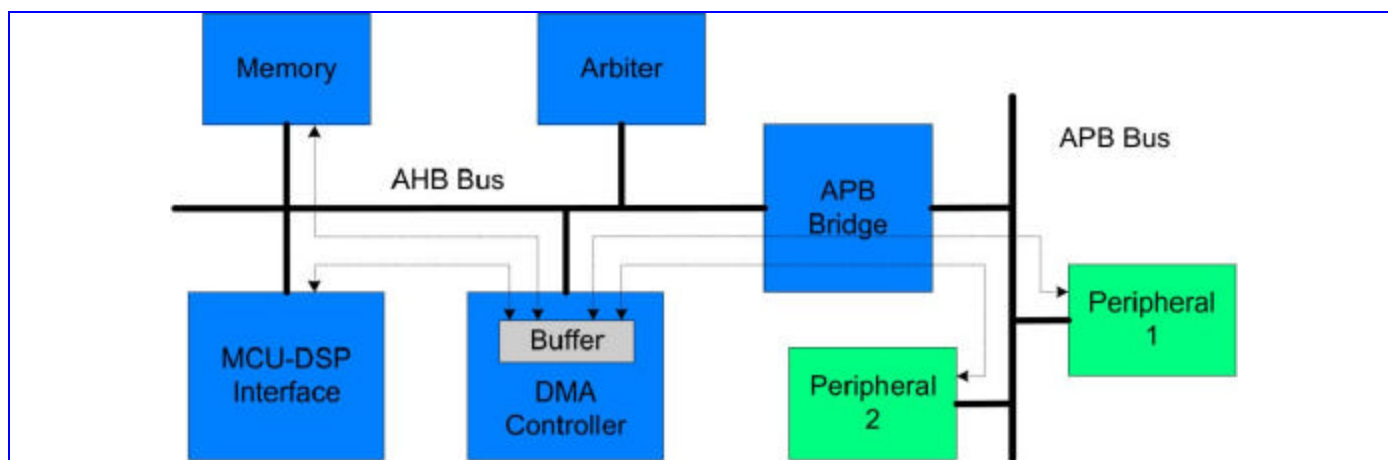 Memory
Arbiter
APB Bus
AHB Bus
APB
Bridge
Peripheral
1
Buffer
MCU-DSP
Interface
DMA
Controller
Peripheral
2